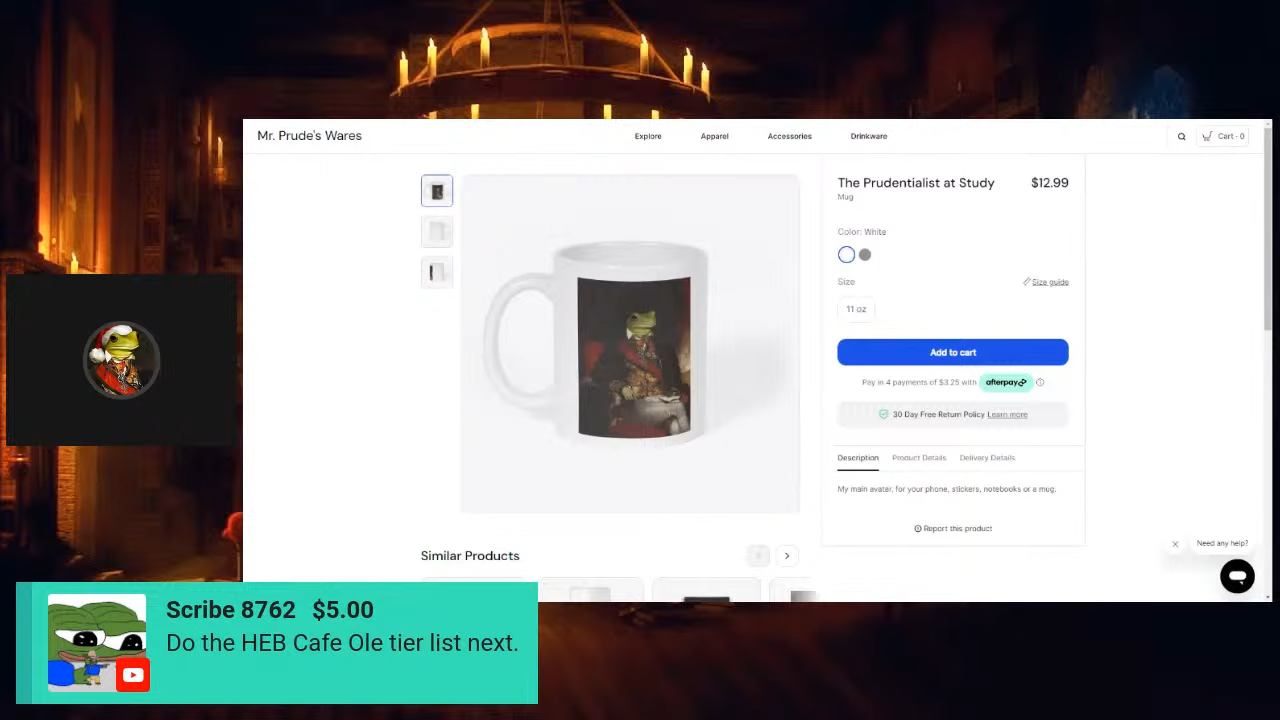 Mr. Prude's Wares
Explore
Apparel
Accessories
Drinkware
Cart · 0
The Prudentialist at Study
$12.99
Mug
Color: White
Size
Size guide
11 oz
Add to cart
Pay in 4 payments of $3.25 with afterpay
30 Day Free Return Policy Learn more
Description
Product Details
Delivery Details
My main avatar, for your phone, stickers, notebooks or a mug.
Report this product
Similar Products
Need any help?
Scribe 8762 $5.00
Do the HEB Cafe Ole tier list next.